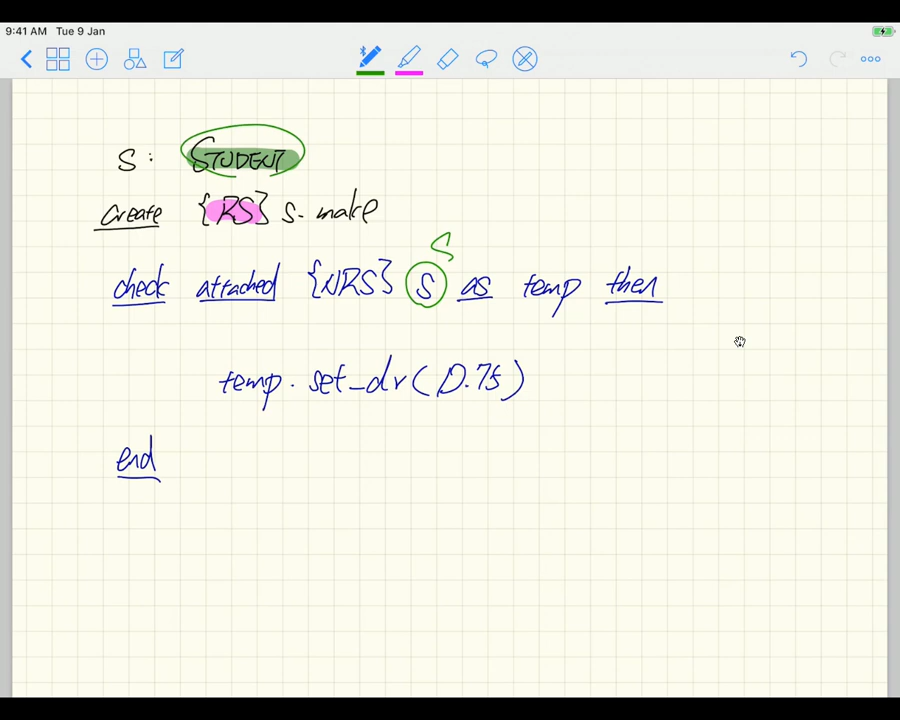 9:41 AM Tue 9 Jan
s : STUDENT
create {RS} s.make
S
check attached {NRS} s as temp then
temp.set_dr(0.75)
end